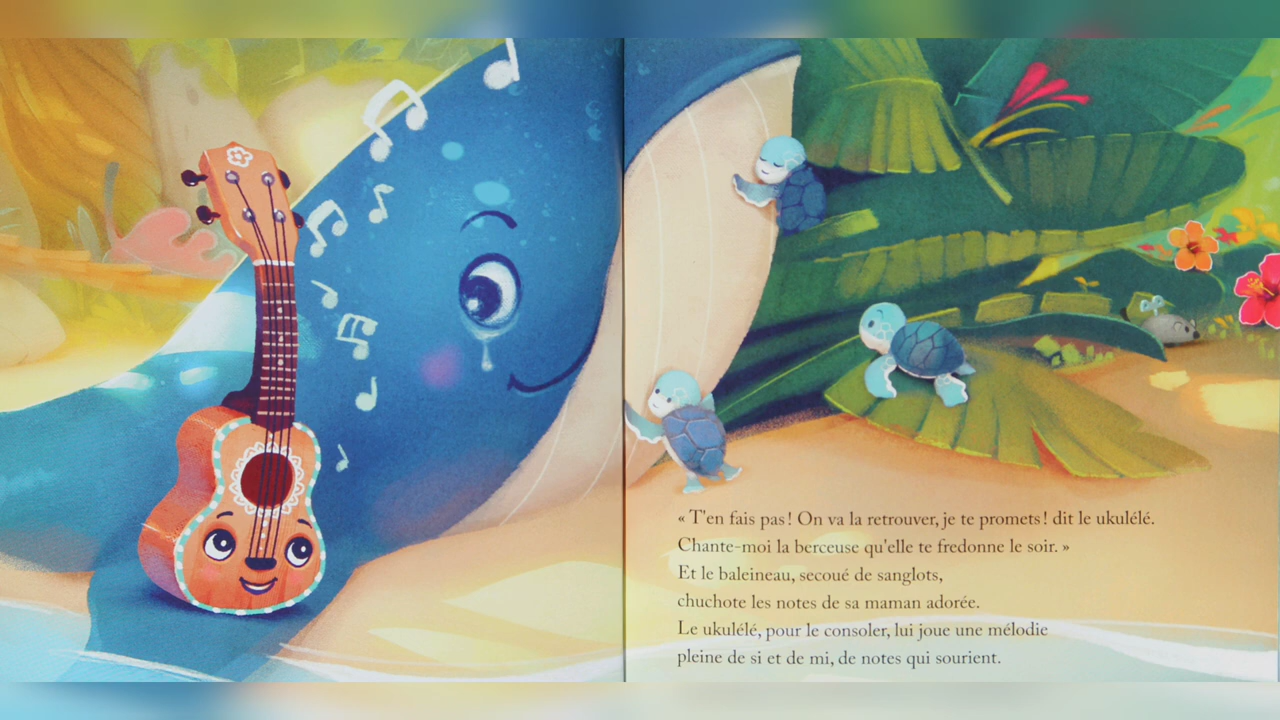 « T'en fais pas ! On va la retrouver, je te promets ! dit le ukulélé.
Chante-moi la berceuse qu'elle te fredonne le soir. »
Et le baleineau, secoué de sanglots,
chuchote les notes de sa maman adorée.
Le ukulélé, pour le consoler, lui joue une mélodie
pleine de si et de mi, de notes qui sourient.